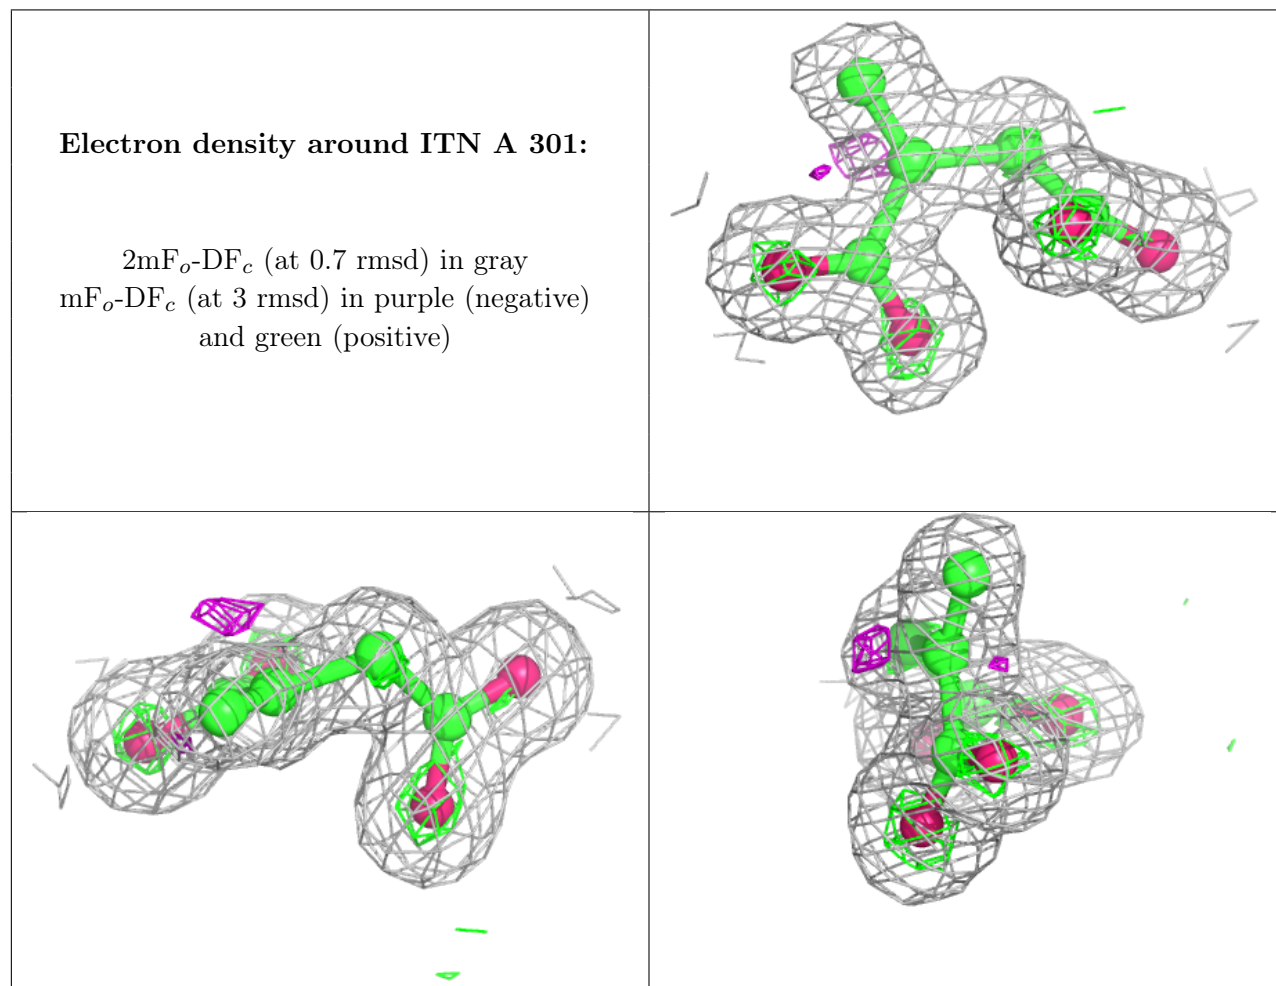 Electron density around ITN A 301:
2mFo-DFc (at 0.7 rmsd) in gray
mFo-DFc (at 3 rmsd) in purple (negative)
and green (positive)